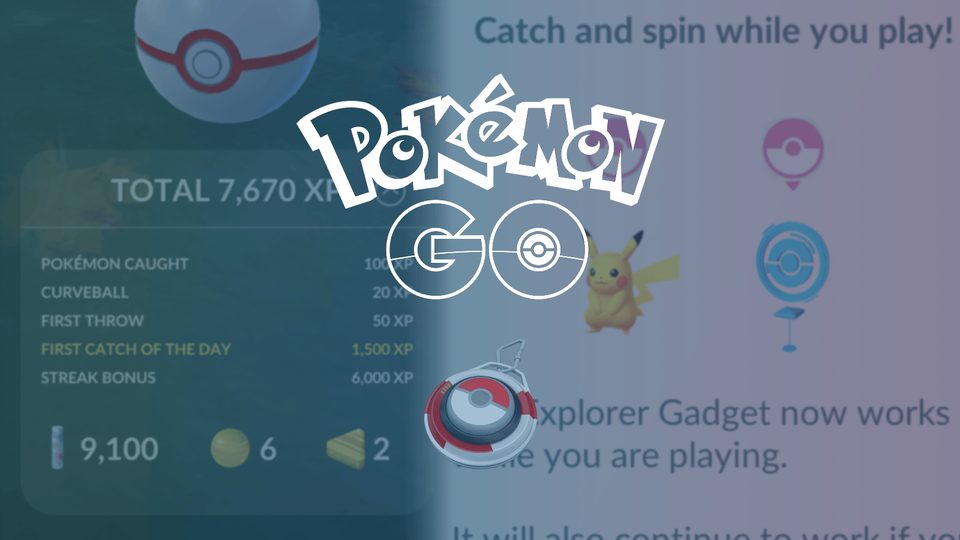 Catch and spin while you play!
POKéMON
GO
TOTAL 7,670 XP
POKÉMON CAUGHT 100 XP
CURVEBALL 20 XP
FIRST THROW 50 XP
FIRST CATCH OF THE DAY 1,500 XP
STREAK BONUS 6,000 XP
9,100 6 2
Explorer Gadget now works
while you are playing.
It will also continue to work if you